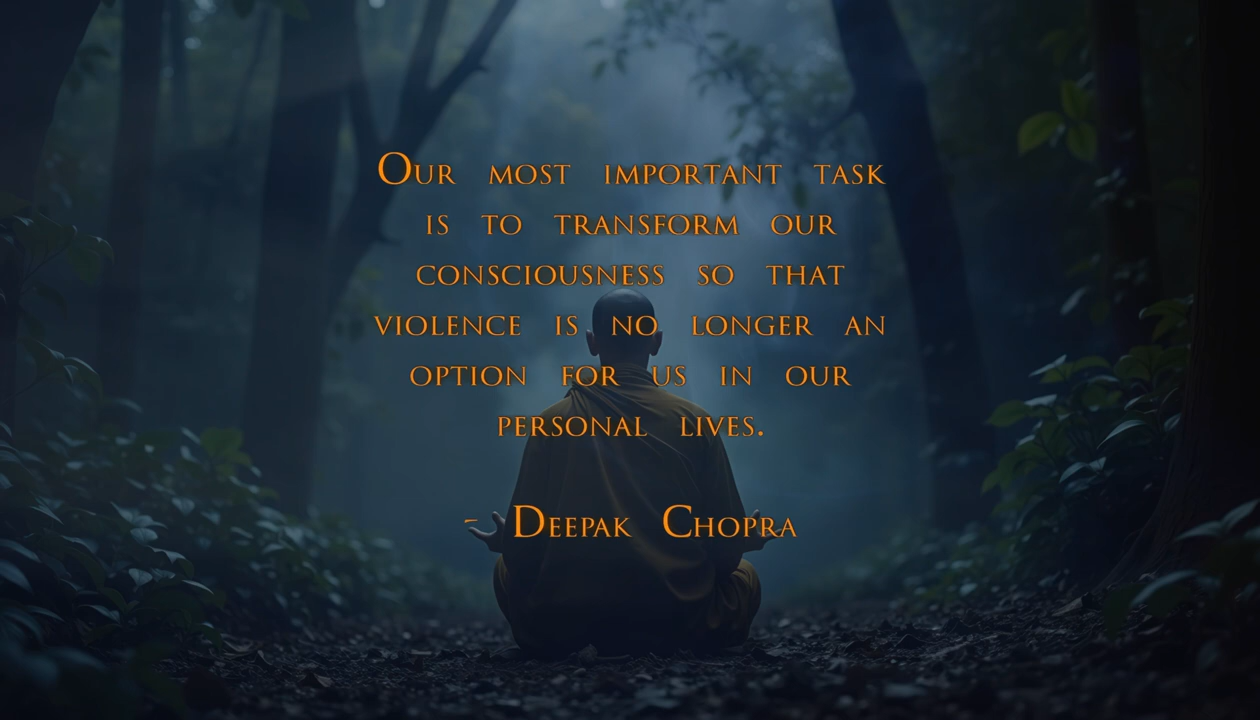 Our most important task
is to transform our
consciousness so that
violence is no longer an
option for us in our
personal lives.
- Deepak Chopra